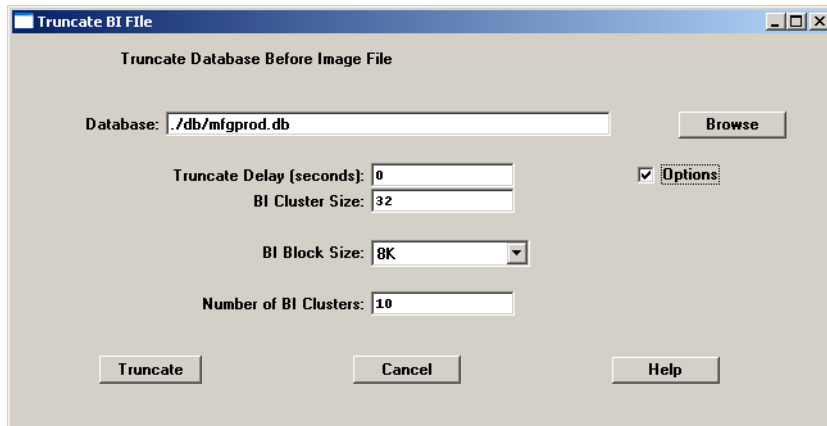 Truncate BI FIle
Truncate Database Before Image File
Database: ./db/mfgprod.db Browse
Truncate Delay (seconds): 0 Options
BI Cluster Size: 32
BI Block Size: 8K
Number of BI Clusters: 10
Truncate Cancel Help